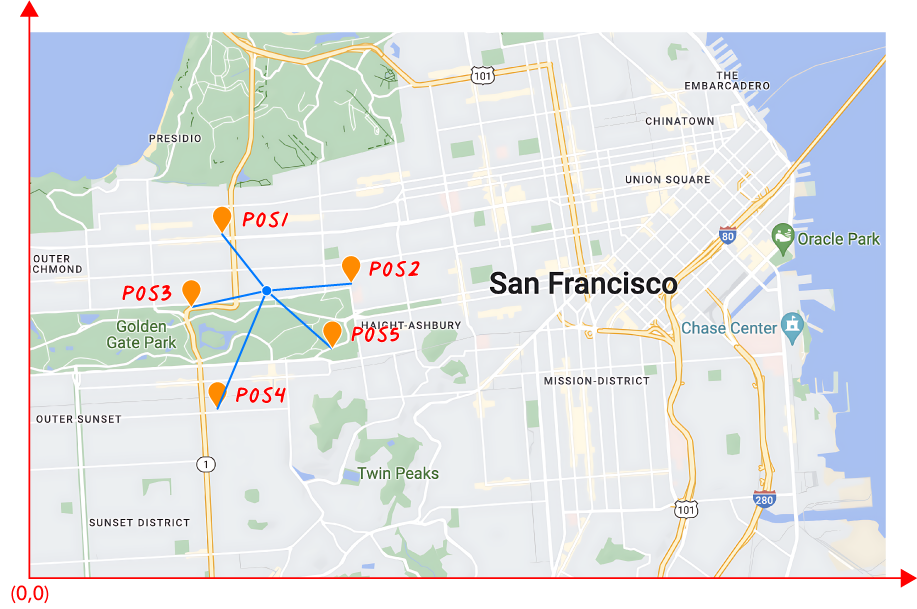 THE
EMBARCADERO
101
CHINATOWN
PRESIDIO
UNION SQUARE
POS1
80
Oracle Park
OUTER
CHMOND
POS2
San Francisco
POS3
Golden
Gate Park
HAIGHT-ASHBURY
POS5
Chase Center
MISSION-DISTRICT
POS4
OUTER SUNSET
1
Twin Peaks
280
101
SUNSET DISTRICT
(0,0)